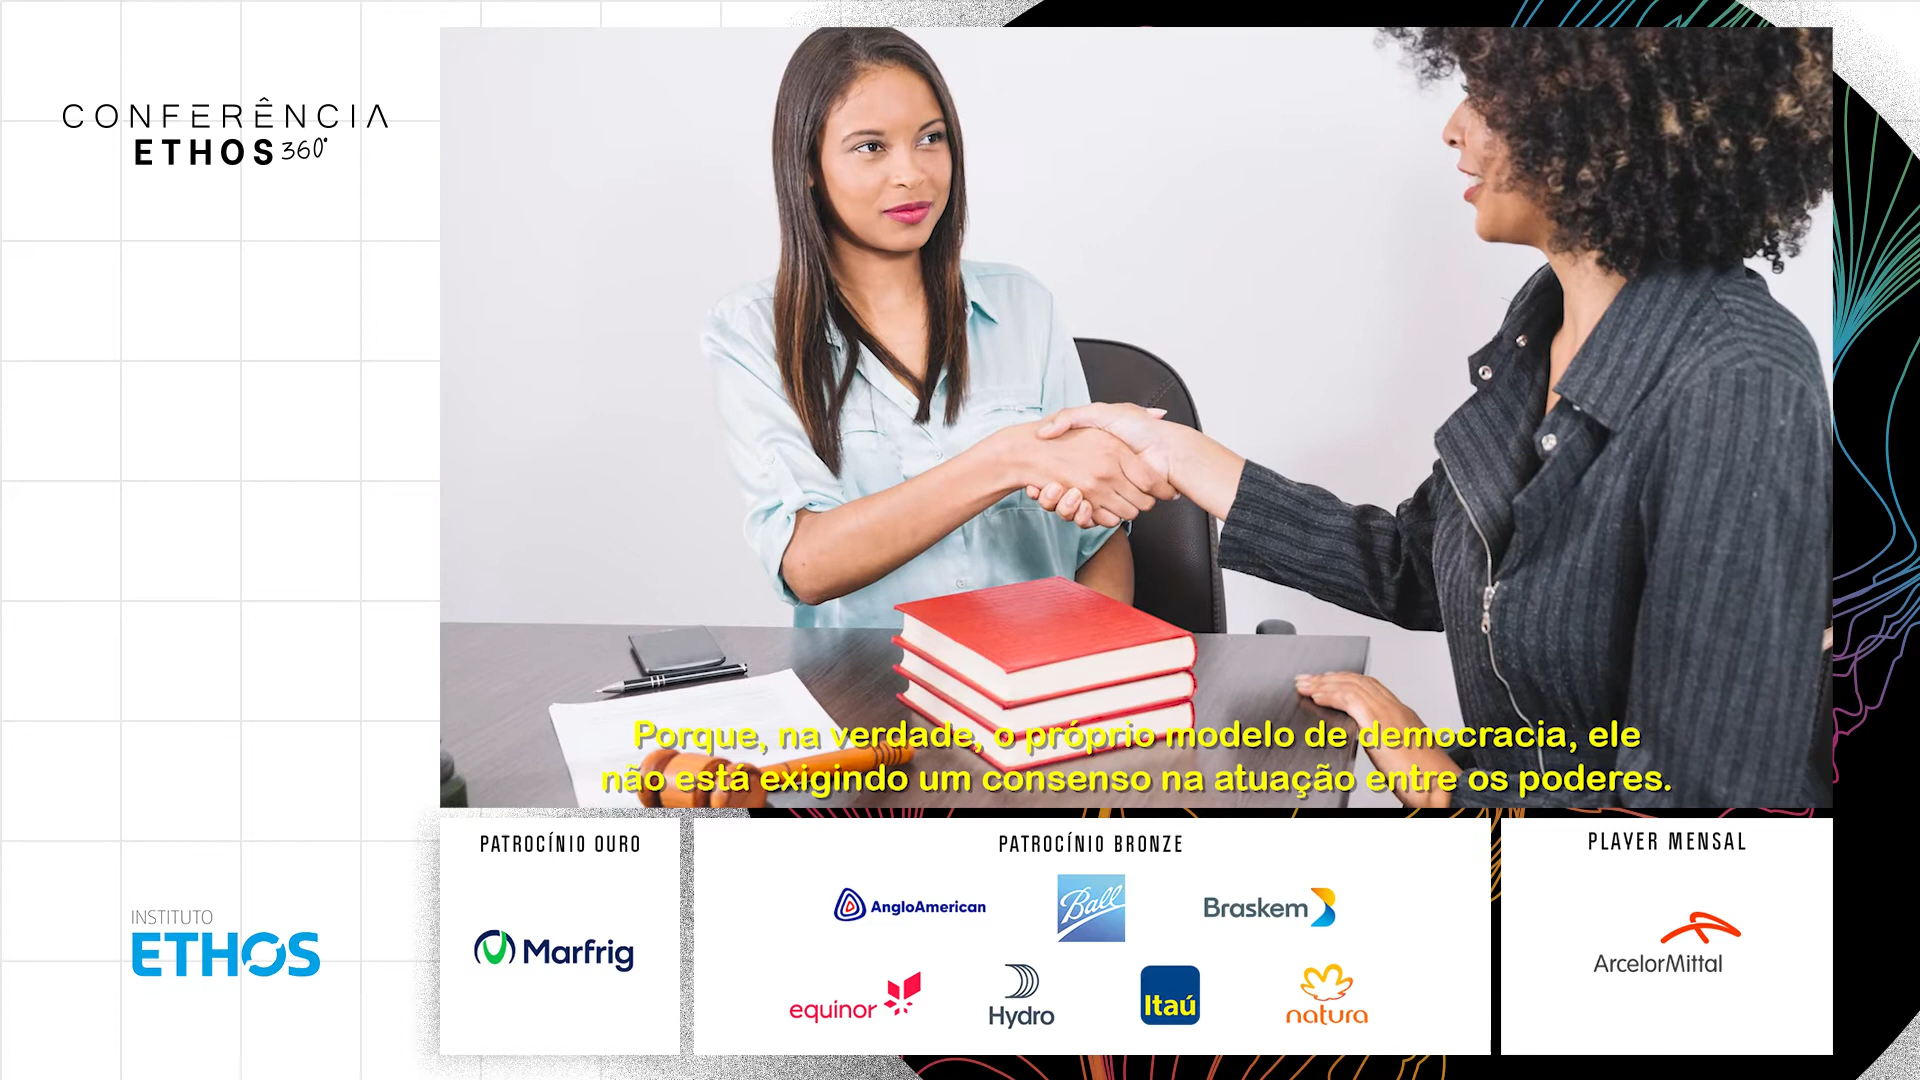 CONFERÊNCIA
ETHOS 360°
Porque, na verdade, o próprio modelo de democracia, ele
não está exigindo um consenso na atuação entre os poderes.
PATROCÍNIO OURO
Marfrig
PATROCÍNIO BRONZE
AngloAmerican
Ball
Braskem
equinor
Hydro
Itaú
natura
PLAYER MENSAL
ArcelorMittal
INSTITUTO
ETHOS